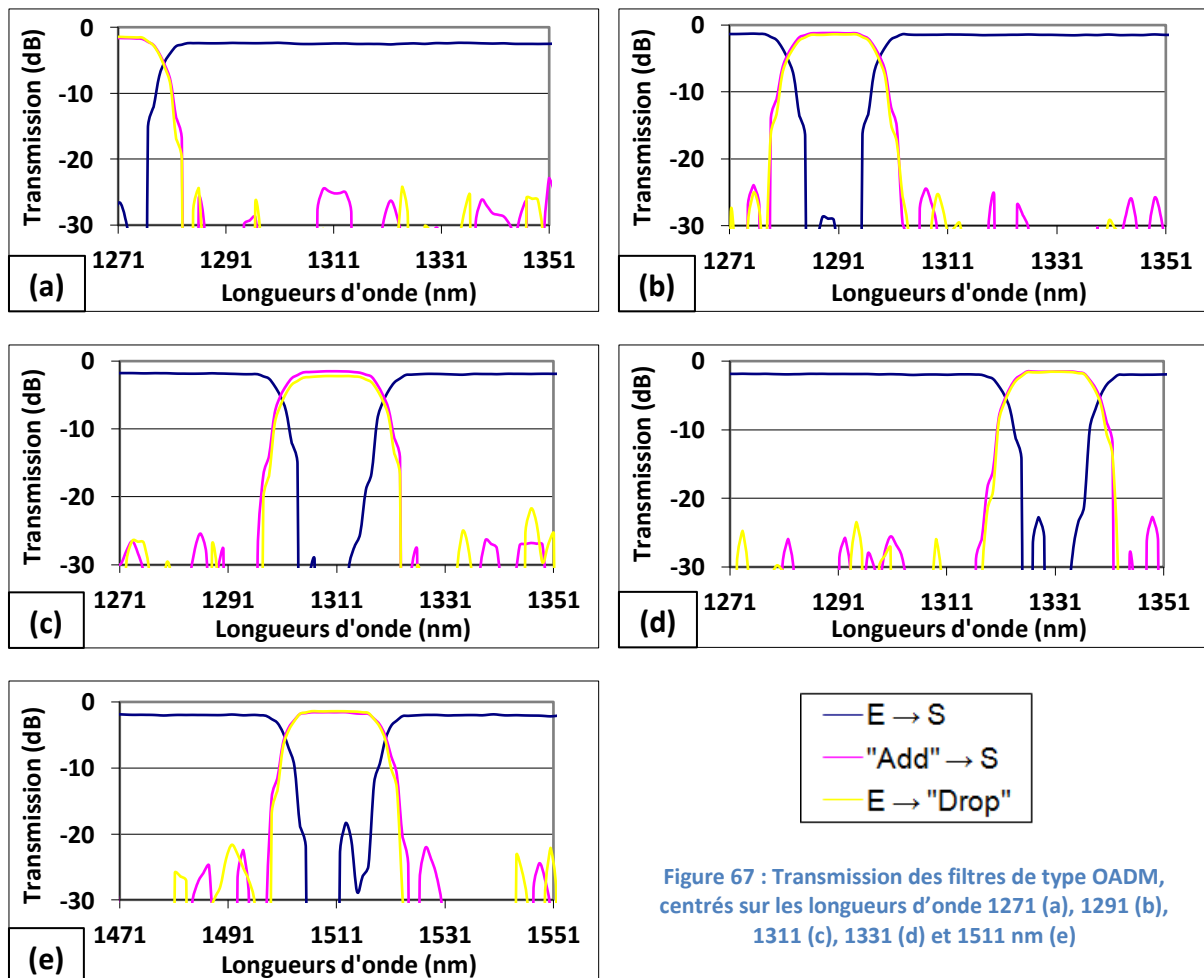 0
-10
-20
-30
Transmission (dB)
1271 1291 1311 1331 1351
Longueurs d'onde (nm)
(a)
0
-10
-20
-30
Transmission (dB)
1271 1291 1311 1331 1351
Longueurs d'onde (nm)
(b)
0
-10
-20
-30
Transmission (dB)
1271 1291 1311 1331 1351
Longueurs d'onde (nm)
(c)
0
-10
-20
-30
Transmission (dB)
1271 1291 1311 1331 1351
Longueurs d'onde (nm)
(d)
0
-10
-20
-30
Transmission (dB)
1471 1491 1511 1531 1551
Longueurs d'onde (nm)
(e)
E → S
"Add" → S
E → "Drop"
Figure 67 : Transmission des filtres de type OADM,
centrés sur les longueurs d’onde 1271 (a), 1291 (b),
1311 (c), 1331 (d) et 1511 nm (e)